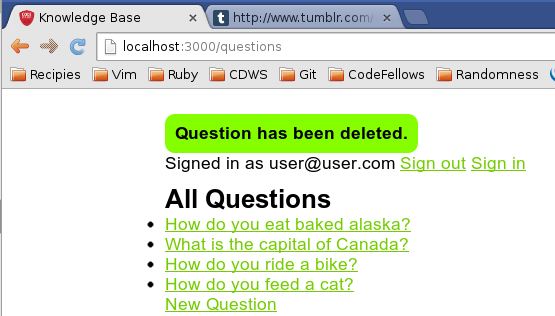 Knowledge Base
http://www.tumblr.com/
localhost:3000/questions
Recipies Vim Ruby CDWS Git CodeFellows Randomness
Question has been deleted.
Signed in as user@user.com Sign out Sign in
All Questions
How do you eat baked alaska?
What is the capital of Canada?
How do you ride a bike?
How do you feed a cat?
New Question